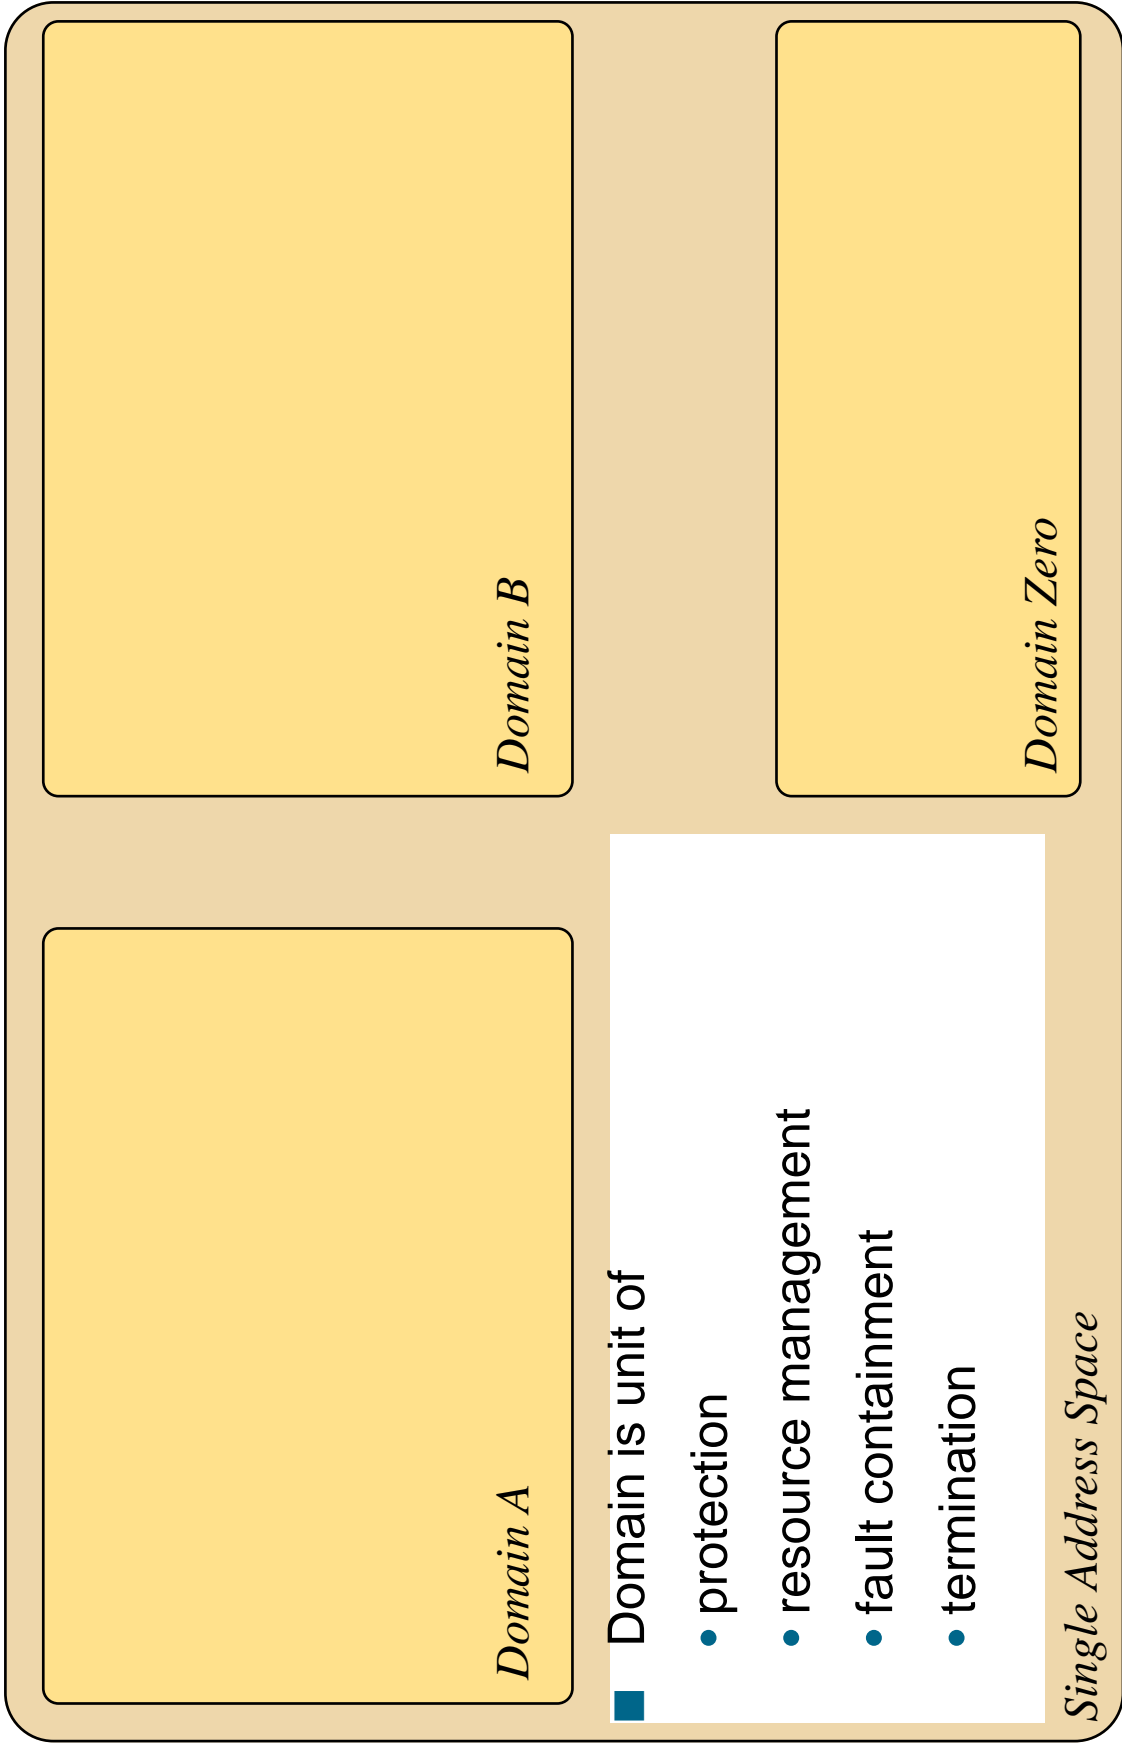 Domain A
Domain B
Domain is unit of
protection
resource management
fault containment
termination
Domain Zero
Single Address Space